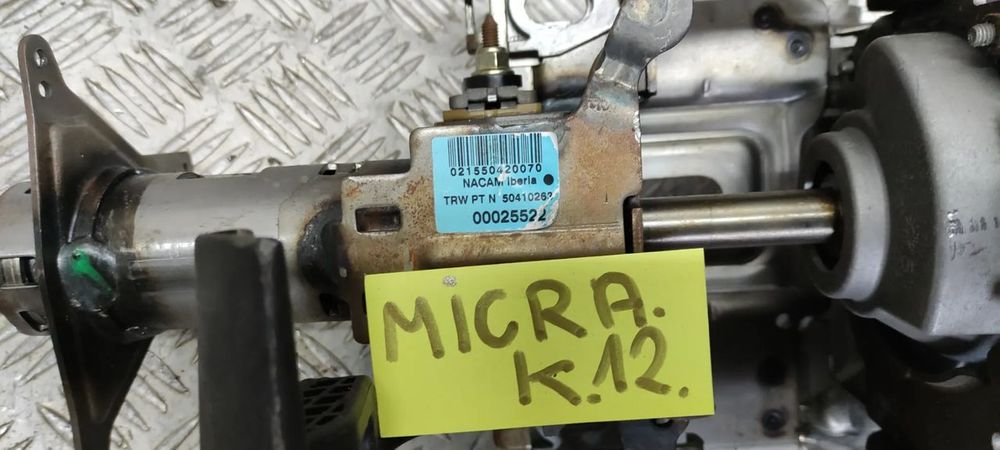 021550420070
NACAM Iberia
TRW PT N 50410263
00025522
MICRA.
K.12.